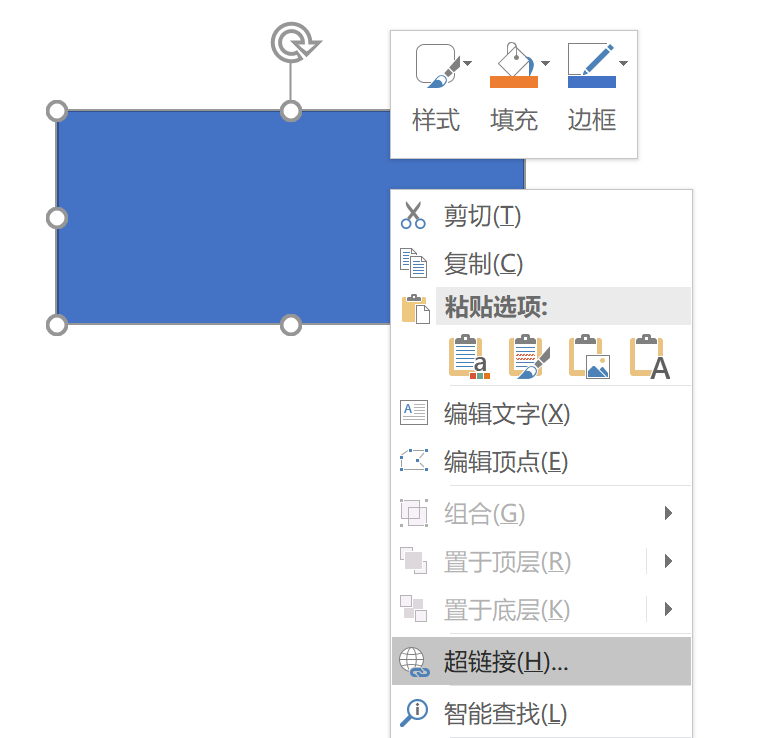 样式 填充 边框
剪切(T)
复制(C)
粘贴选项:
编辑文字(X)
编辑顶点(E)
组合(G)
置于顶层(R)
置于底层(K)
超链接(H)...
智能查找(L)